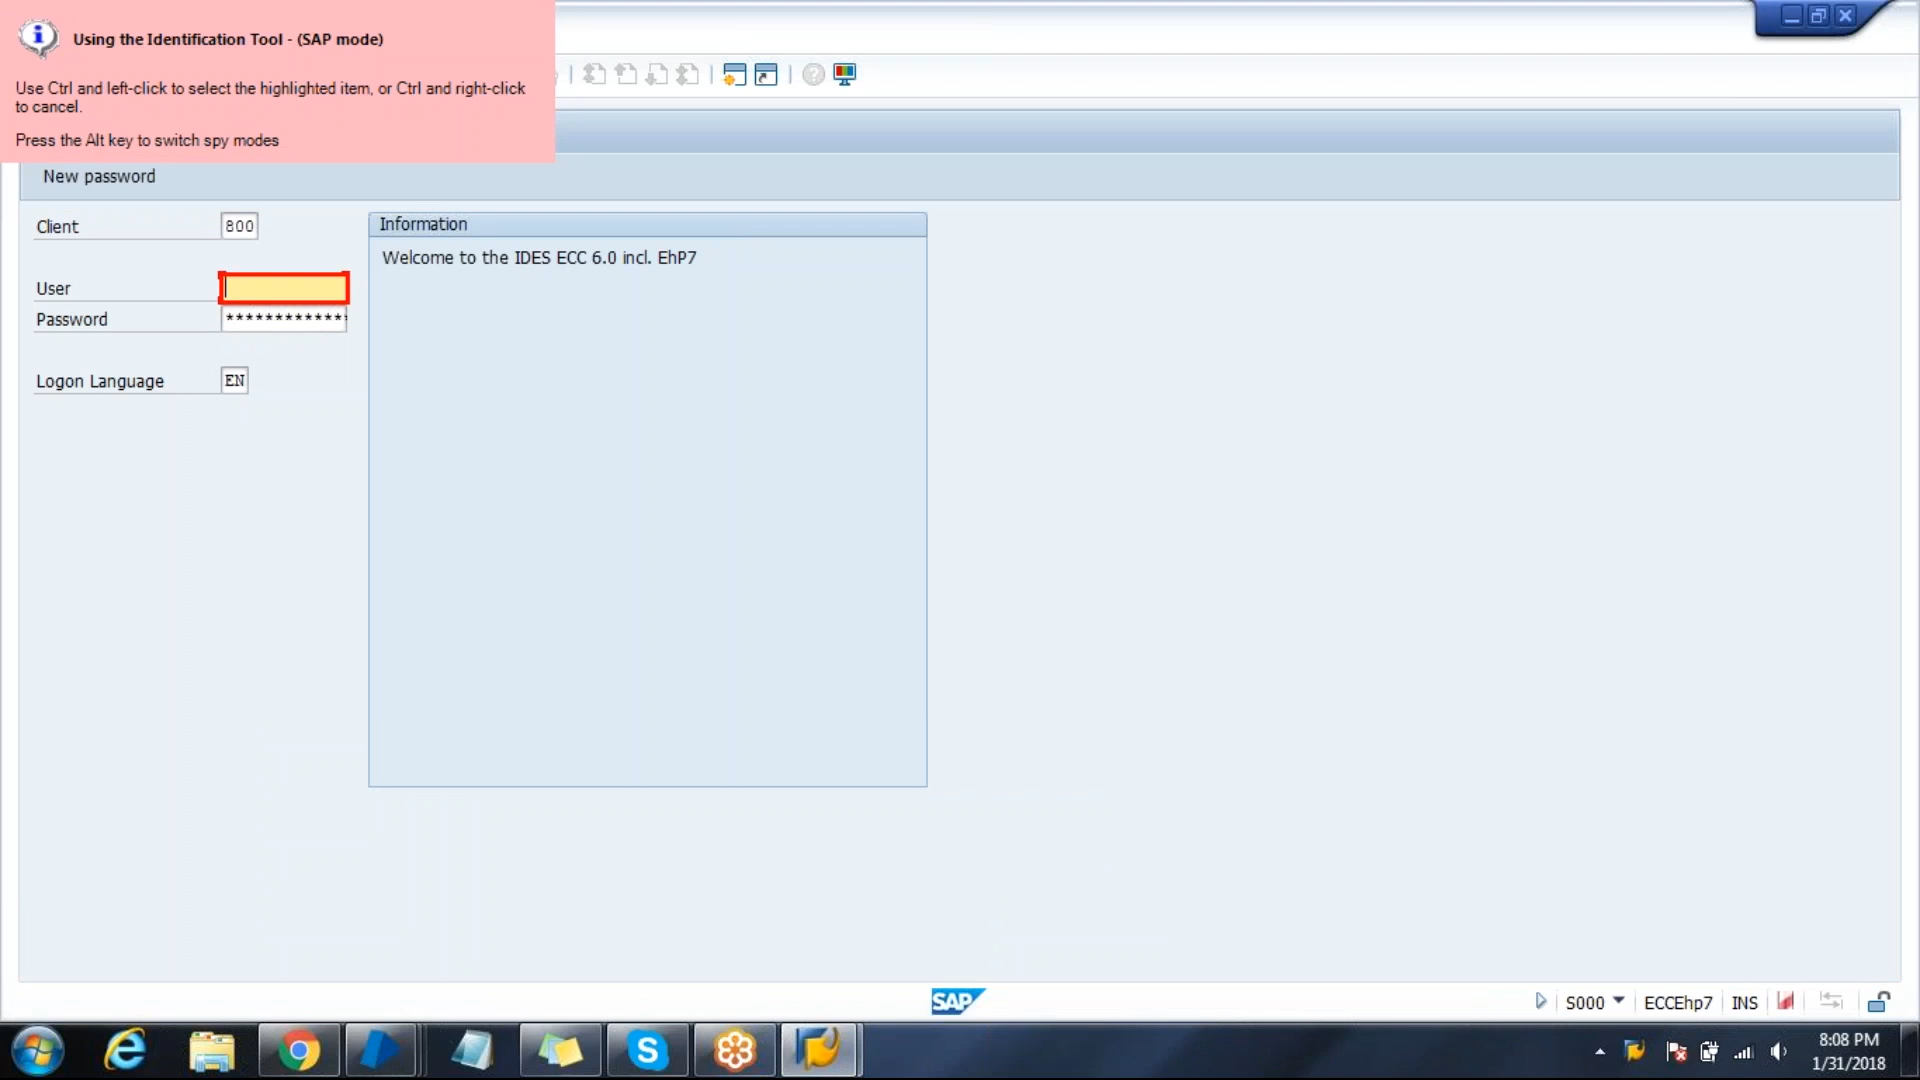 Using the Identification Tool - (SAP mode)
Use Ctrl and left-click to select the highlighted item, or Ctrl and right-click
to cancel.
Press the Alt key to switch spy modes
New password
Client 800
Information
Welcome to the IDES ECC 6.0 incl. EhP7
User
Password ************
Logon Language EN
SAP
S000 ECCEhp7 INS
8:08 PM
1/31/2018